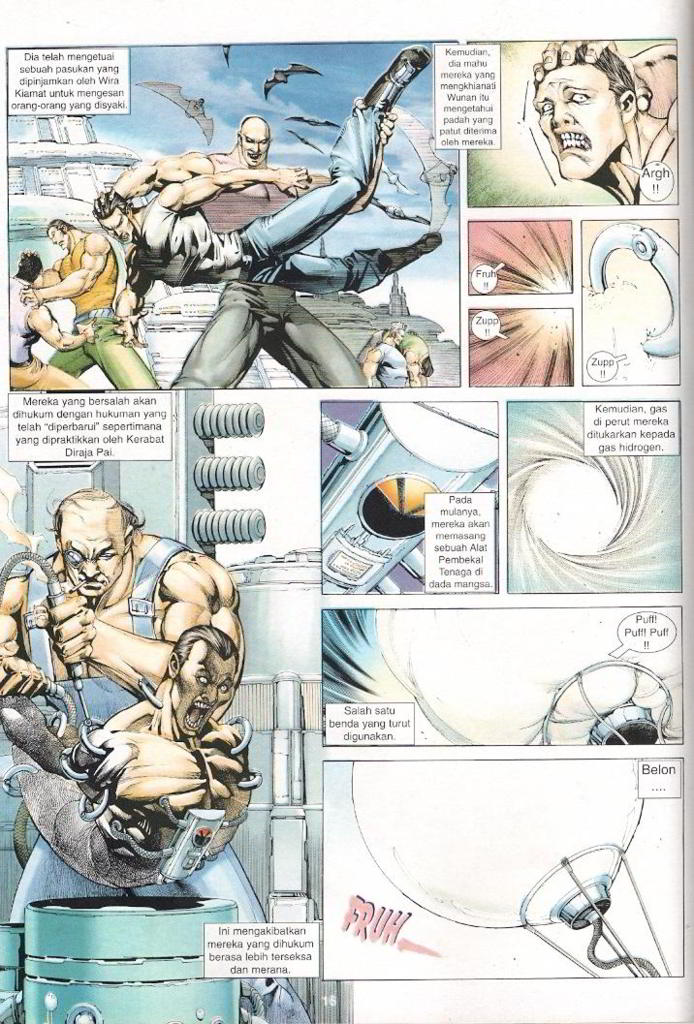 Dia telah mengetuai
sebuah pasukan yang
dipinjamkan oleh Wira
Kiamat untuk mengesan
orang-orang yang disyaki.
Kemudian,
dia mahu
mereka yang
mengkhianati
Wunan itu
mengetahui
padah yang
patut diterima
oleh mereka.
Argh
!!
Fruh
!!
Zupp
!!
Zupp
!!
Mereka yang bersalah akan
dihukum dengan hukuman yang
telah "diperbarui" sepertimana
yang dipraktikkan oleh Kerabat
Diraja Pai.
Pada
mulanya,
mereka akan
memasang
sebuah Alat
Pembekal
Tenaga di
dada mangsa.
Kemudian, gas
di perut mereka
ditukarkan kepada
gas hidrogen.
Puff!
Puff! Puff
!!
Salah satu
benda yang turut
digunakan.
Belon
....
FRUH
Ini mengakibatkan
mereka yang dihukum
berasa lebih terseksa
dan merana.
16